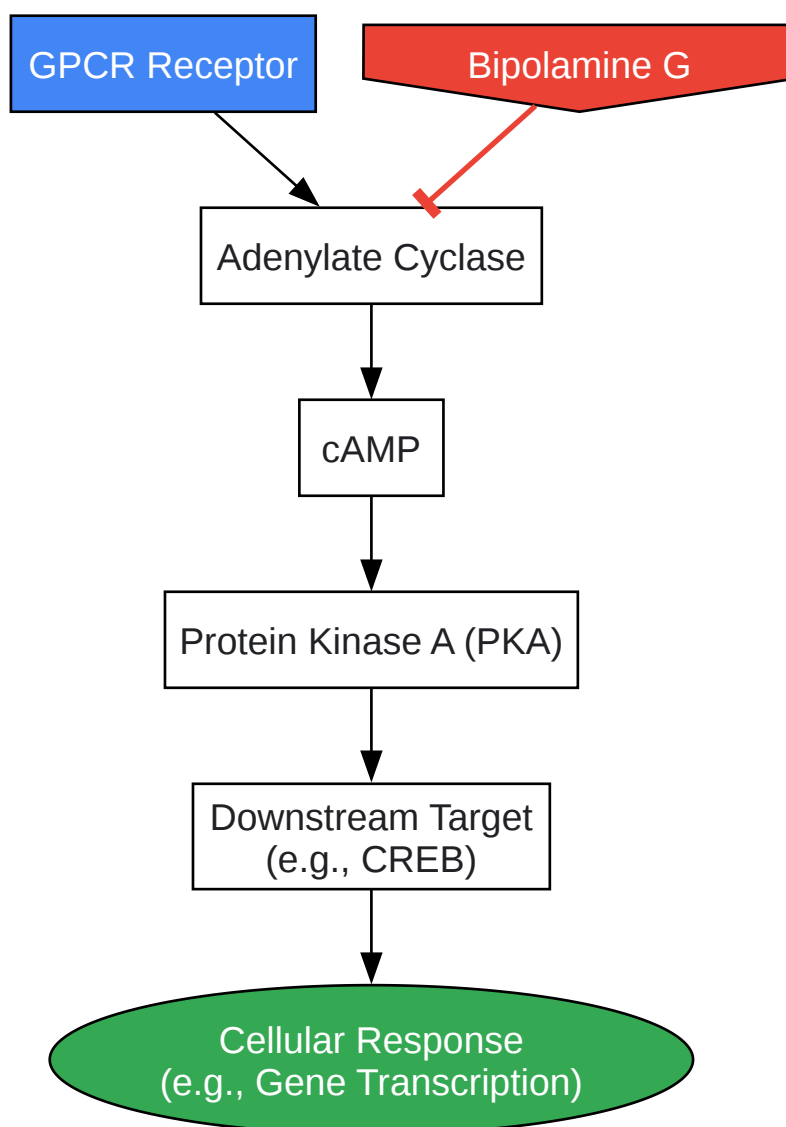 GPCR Receptor
Bipolamine G
Adenylate Cyclase
cAMP
Protein Kinase A (PKA)
Downstream Target
(e.g., CREB)
Cellular Response
(e.g., Gene Transcription)